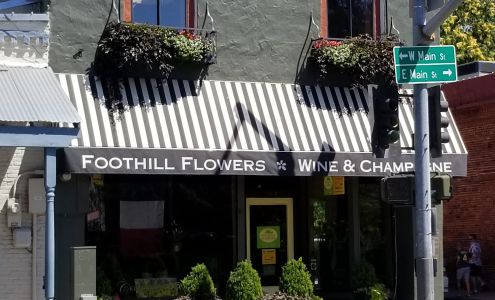 ← W Main St
E Main St →
FOOTHILL FLOWERS * WINE & CHAMPAGNE